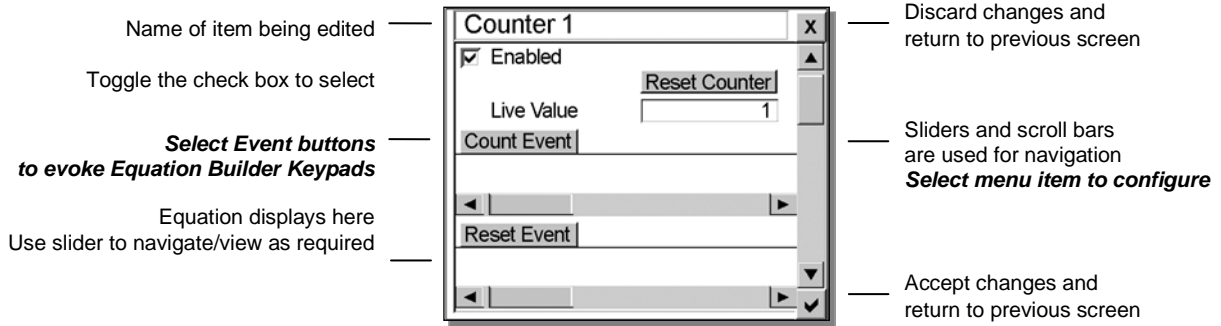 Name of item being edited
Toggle the check box to select
Select Event buttons
to evoke Equation Builder Keypads
Equation displays here
Use slider to navigate/view as required
Counter 1
X
Enabled
Reset Counter
Live Value
1
Count Event
Reset Event
Discard changes and
return to previous screen
Sliders and scroll bars
are used for navigation
Select menu item to configure
Accept changes and
return to previous screen